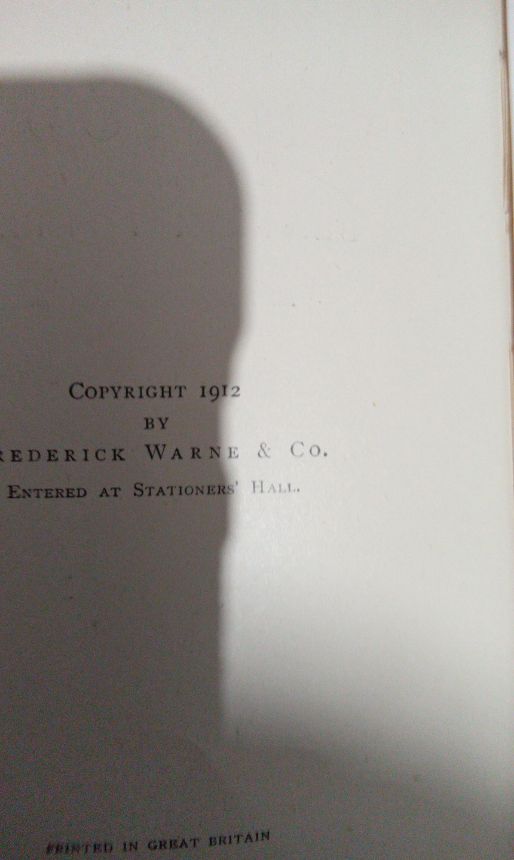 COPYRIGHT 1912
BY
REDERICK WARNE & CO.
ENTERED AT STATIONERS' HALL.
PRINTED IN GREAT BRITAIN